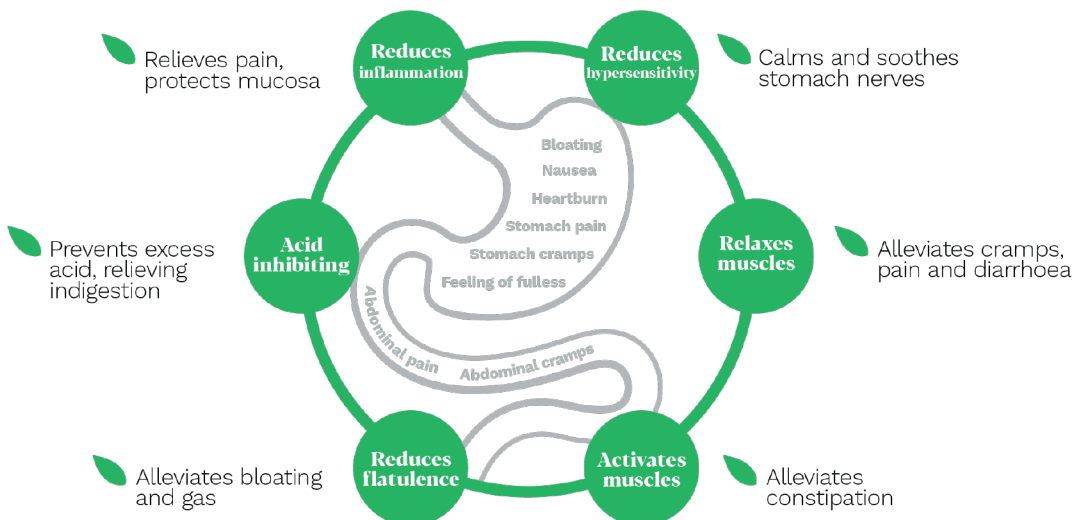 Reduces
inflammation
Relieves pain,
protects mucosa
Reduces
hypersensitivity
Calms and soothes
stomach nerves
Bloating
Nausea
Heartburn
Stomach pain
Stomach cramps
Feeling of fulless
Acid
inhibiting
Prevents excess
acid, relieving
indigestion
Relaxes
muscles
Alleviates cramps,
pain and diarrhoea
Abdominal pain
Abdominal cramps
Reduces
flatulence
Alleviates bloating
and gas
Activates
muscles
Alleviates
constipation